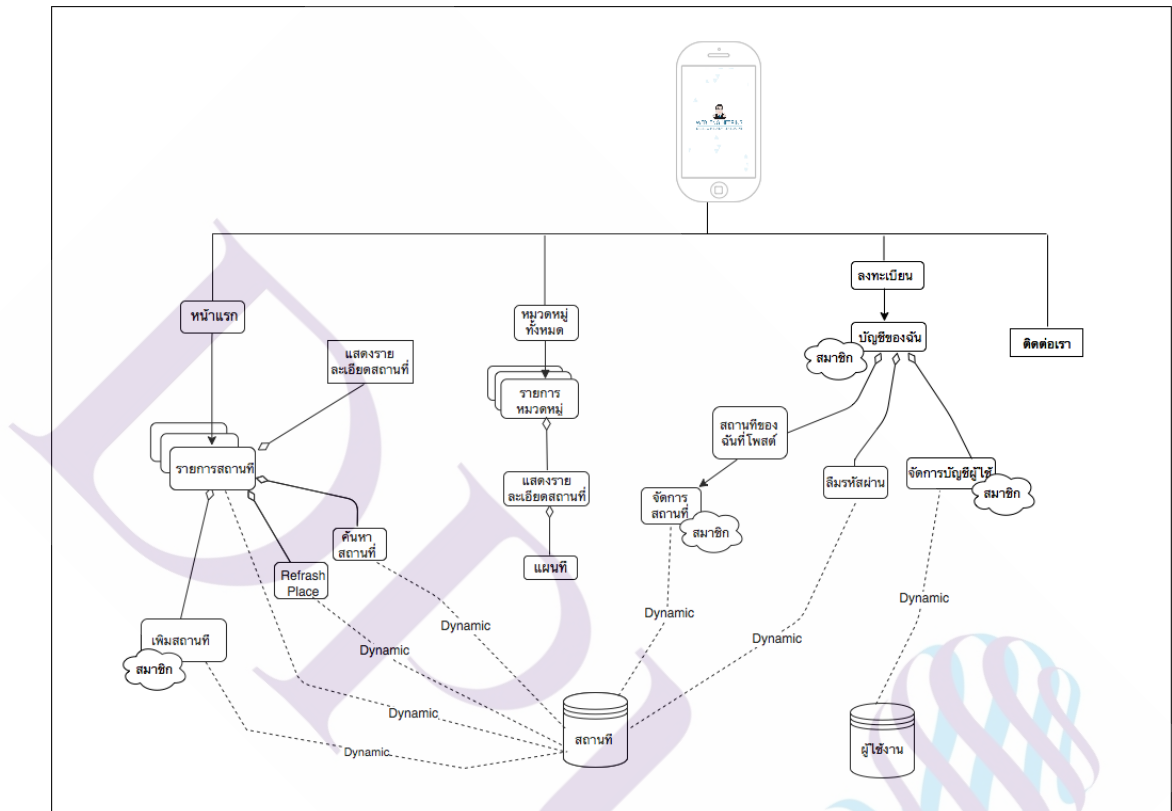 ลงทะเบียน
หน้าแรก
หมวดหมู่
ทั้งหมด
บัญชีของฉัน
สมาชิก
ติดต่อเรา
แสดงราย
ละเอียดสถานที่
รายการ
หมวดหมู่
สถานทีของ
ฉันที่โพสต์
รายการสถานที
แสดงราย
ละเอียดสถานที่
จัดการ
สถานที่
สมาชิก
ลืมรหัสผ่าน
จัดการบัญชีผู้ใช้
สมาชิก
ค้นหา
สถานที่
แผนที
Refrash
Place
เพิมสถานที
สมาชิก
Dynamic
Dynamic
Dynamic
Dynamic
Dynamic
Dynamic
Dynamic
สถานที
ผู้ใช้งาน